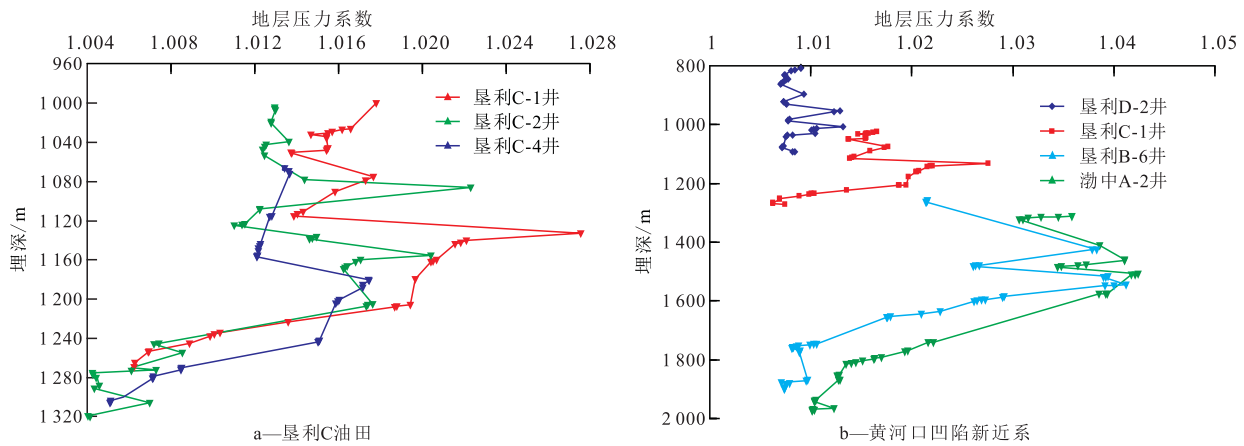 地层压力系数
1.004 1.008 1.012 1.016 1.020 1.024 1.028
960
1 000
1 040
1 080
1 120
1 160
1 200
1 240
1 280
1 320
埋深/m
垦利C-1井
垦利C-2井
垦利C-4井
a—垦利C油田
地层压力系数
1 1.01 1.02 1.03 1.04 1.05
800
1 000
1 200
1 400
1 600
1 800
2 000
埋深/m
垦利D-2井
垦利C-1井
垦利B-6井
渤中A-2井
b—黄河口凹陷新近系